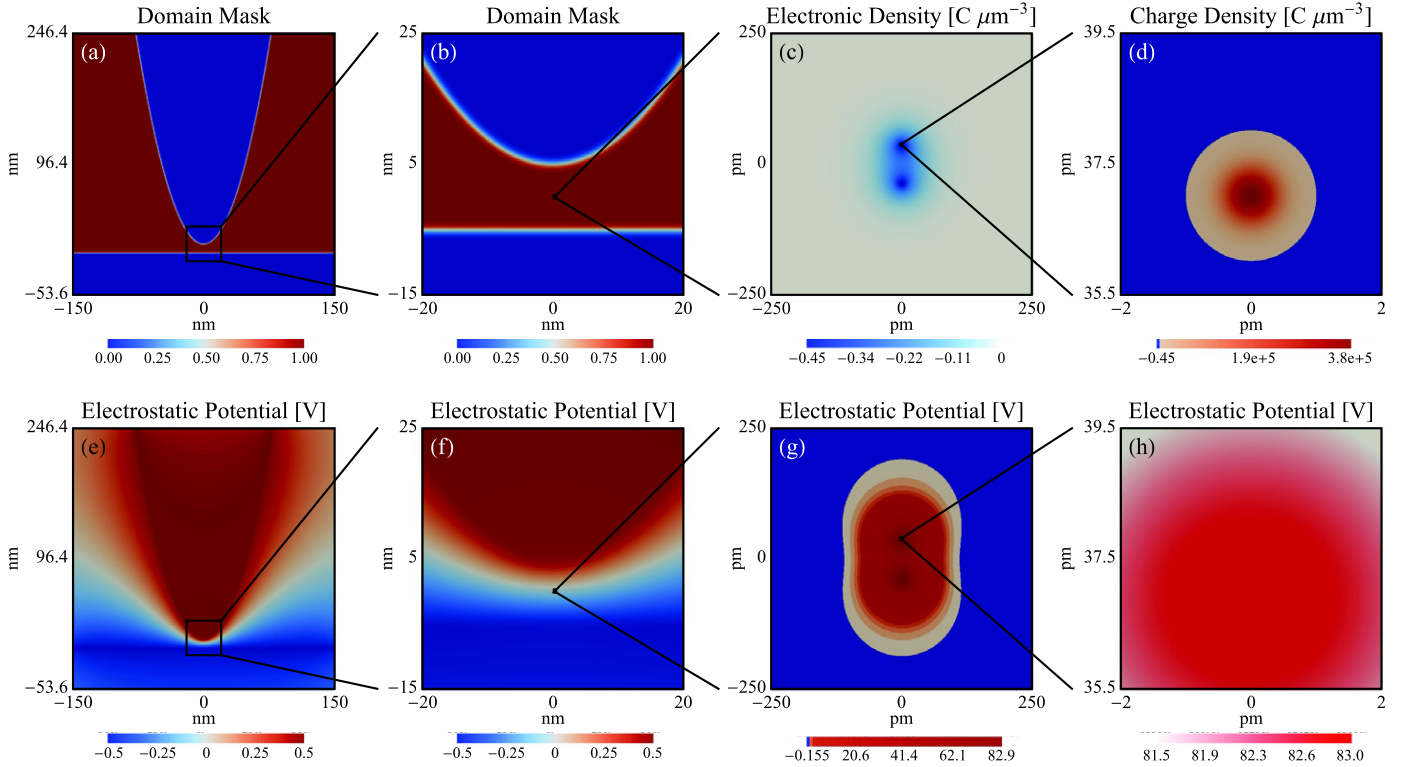 Domain Mask
246.4
(a)
nm
96.4
−53.6
−150
0
150
nm
0.00 0.25 0.50 0.75 1.00
Domain Mask
25
(b)
nm
5
−15
−20
0
20
nm
0.00 0.25 0.50 0.75 1.00
Electronic Density [C μm⁻³]
250
(c)
pm
0
−250
−250
0
250
pm
−0.45 −0.34 −0.22 −0.11 0
Charge Density [C μm⁻³]
39.5
(d)
pm
37.5
35.5
−2
0
2
pm
−0.45 1.9e+5 3.8e+5
Electrostatic Potential [V]
246.4
(e)
nm
96.4
−53.6
−150
0
150
nm
−0.5 −0.25 0 0.25 0.5
Electrostatic Potential [V]
25
(f)
nm
5
−15
−20
0
20
nm
−0.5 −0.25 0 0.25 0.5
Electrostatic Potential [V]
250
(g)
pm
0
−250
−250
0
250
pm
−0.155 20.6 41.4 62.1 82.9
Electrostatic Potential [V]
39.5
(h)
pm
37.5
35.5
−2
0
2
pm
81.5 81.9 82.3 82.6 83.0